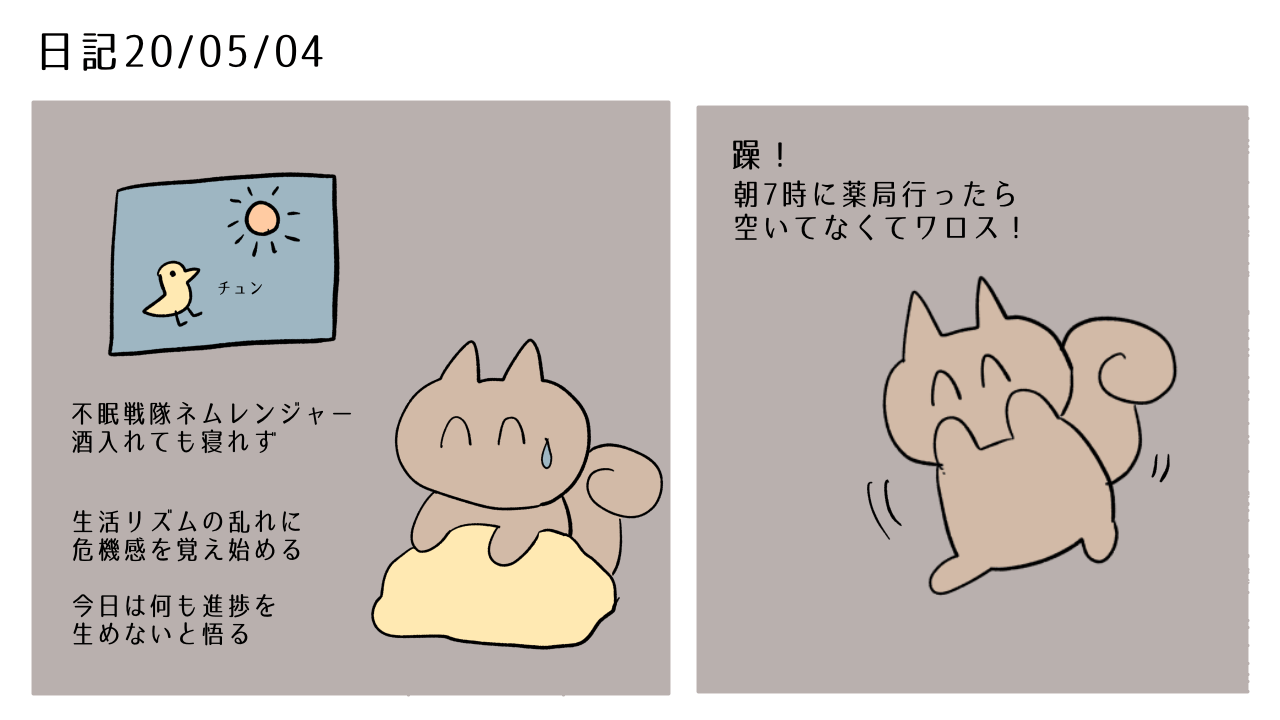 日記20/05/04
チュン
不眠戦隊ネムレンジャー
酒入れても寝れず
生活リズムの乱れに
危機感を覚え始める
今日は何も進捗を
生めないと悟る
躁！
朝7時に薬局行ったら
空いてなくてワロス！